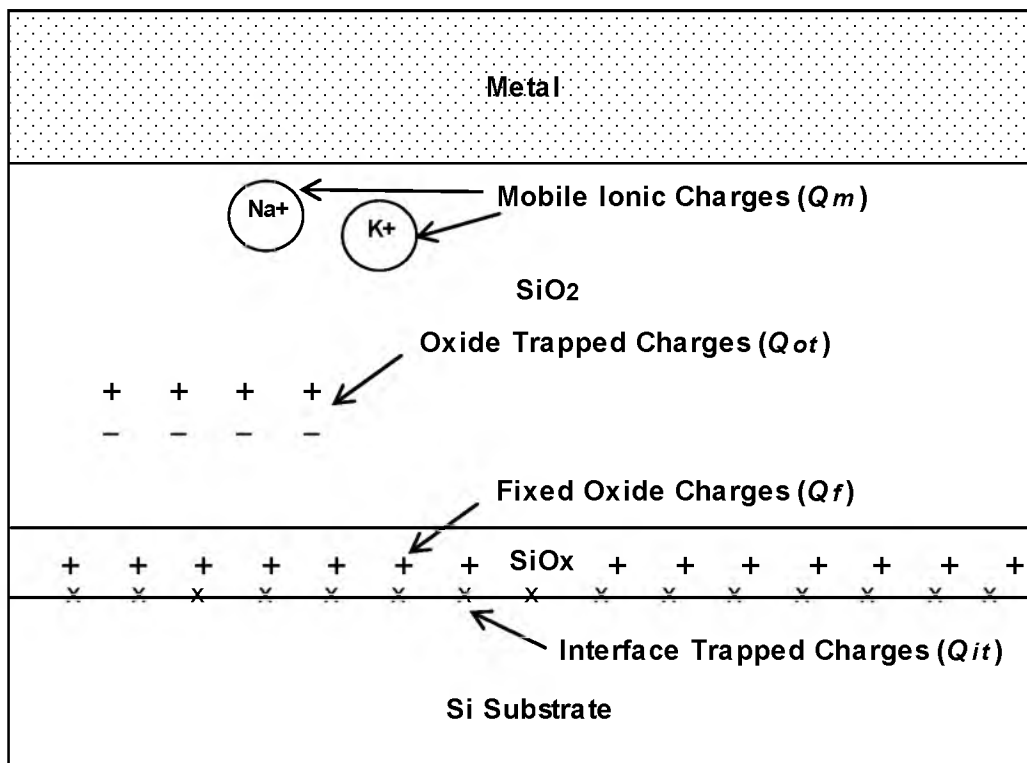 Metal
Mobile Ionic Charges (Qm)
Na+
K+
SiO2
Oxide Trapped Charges (Qot)
+ + + +
– – – –
Fixed Oxide Charges (Qf)
+ + + + + + + SiOx + + + + + + +
x x x x x x x x x x x x x x x
Interface Trapped Charges (Qit)
Si Substrate